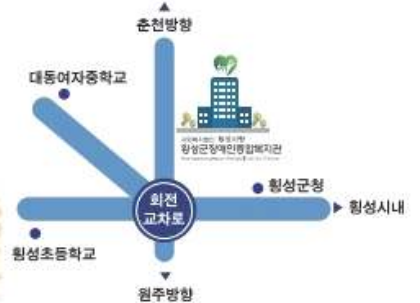 춘천방향
대동여자중학교
횡성군장애인종합복지관
회전
교차로
횡성군청
횡성시내
횡성초등학교
원주방향